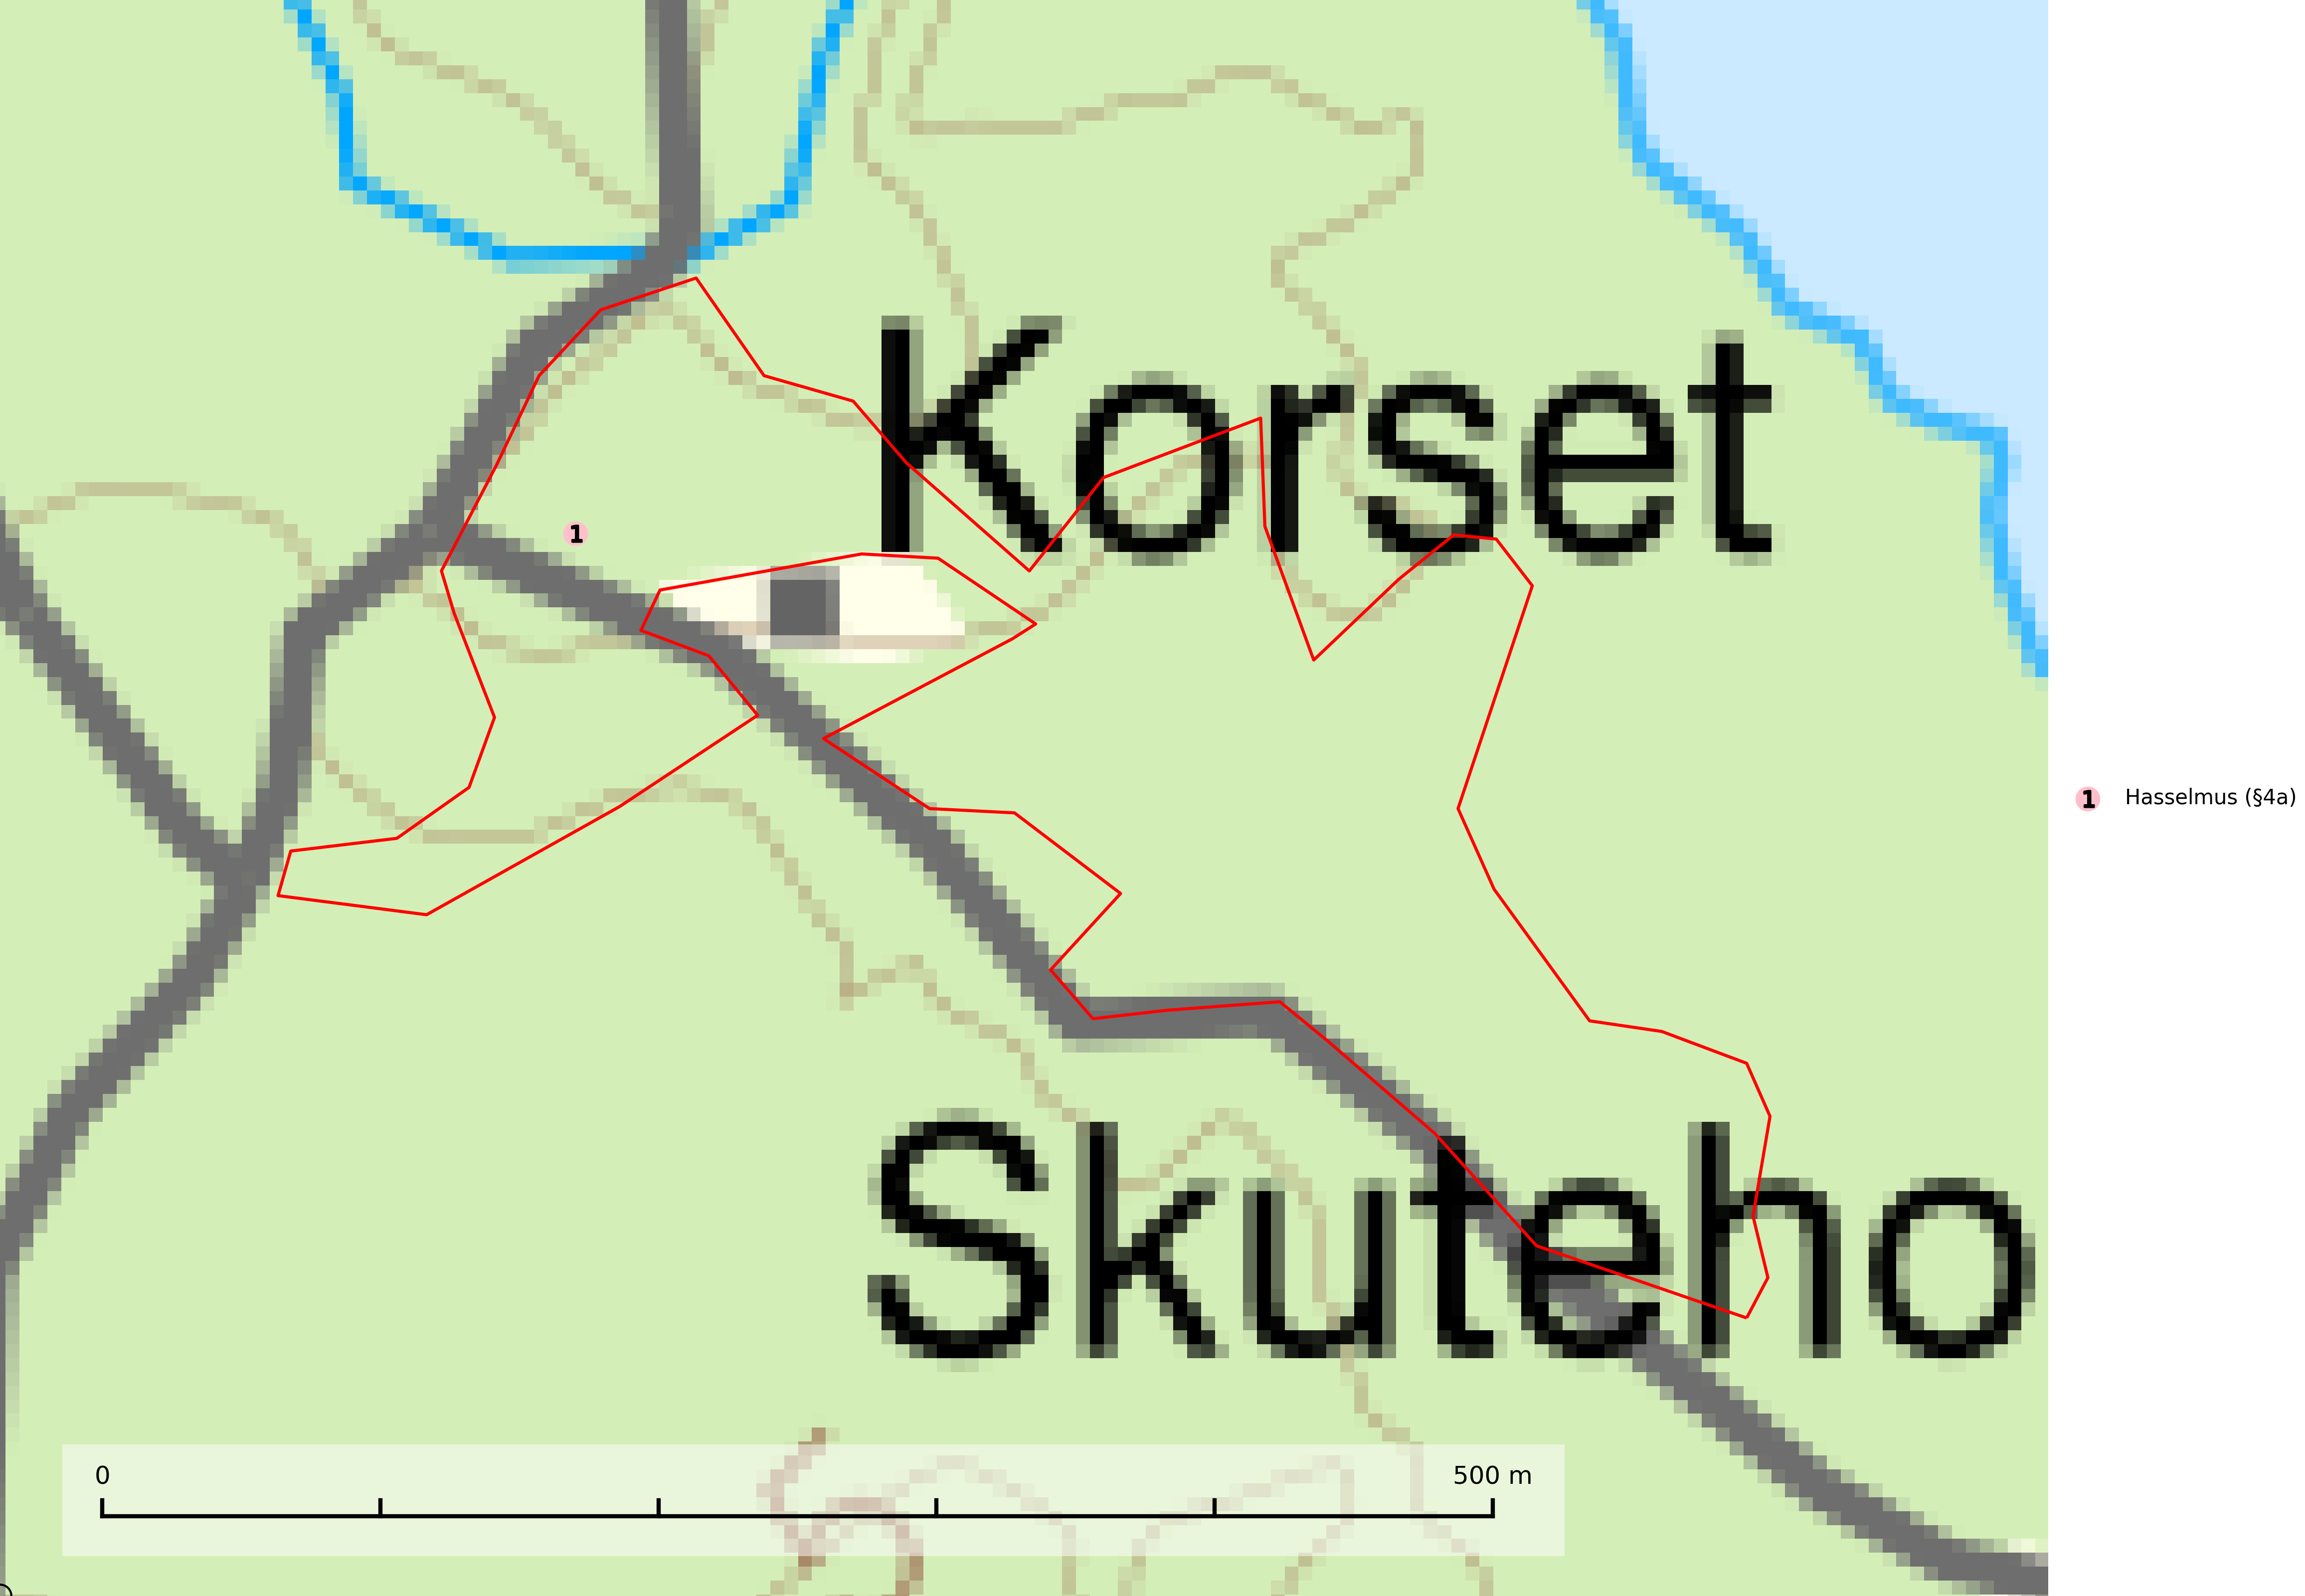 Korset
1
1 Hasselmus (§4a)
Skuteho
0 500 m